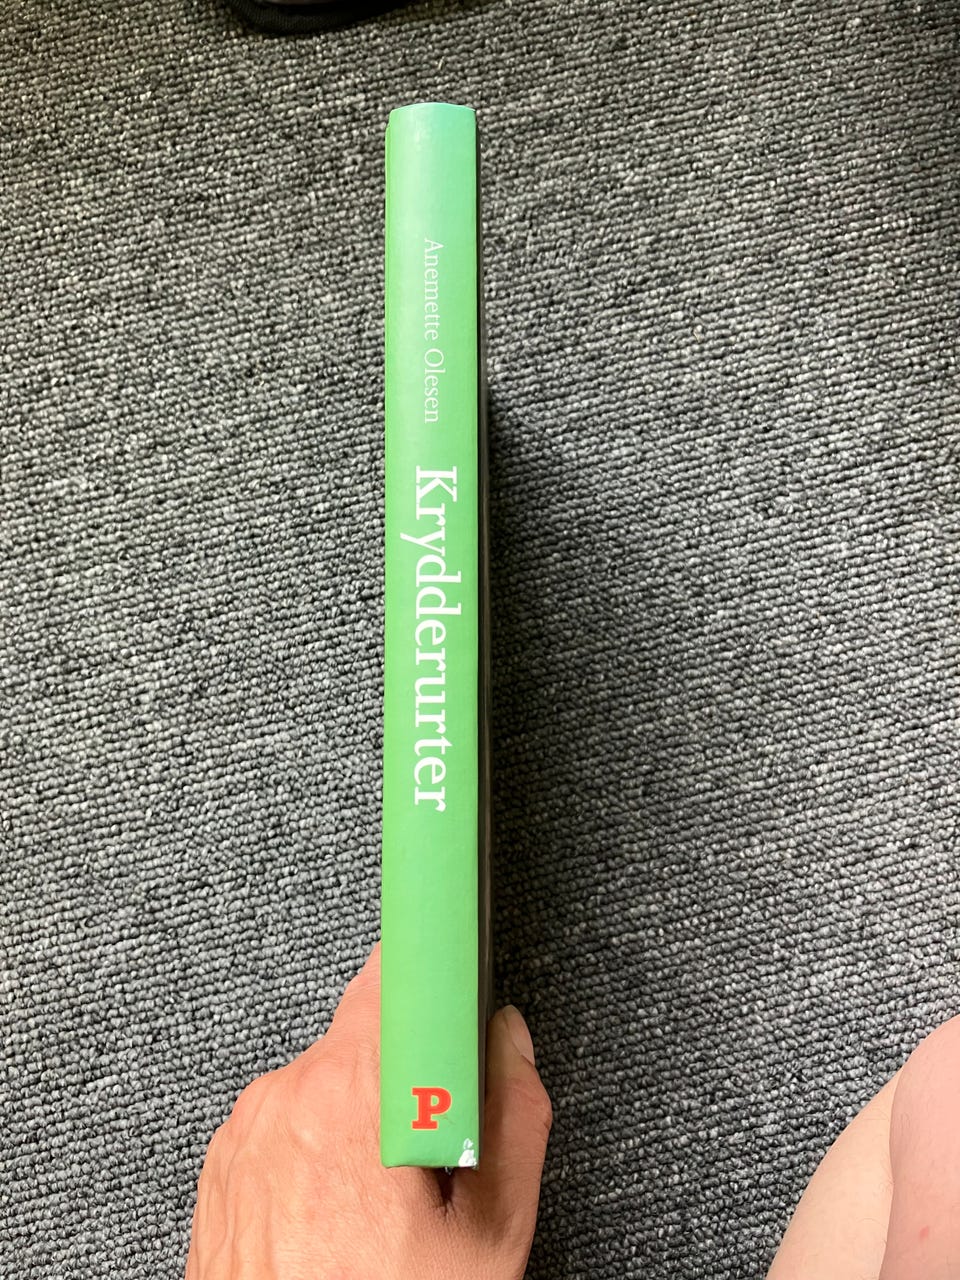 Anemette Olesen
Krydderurter
P